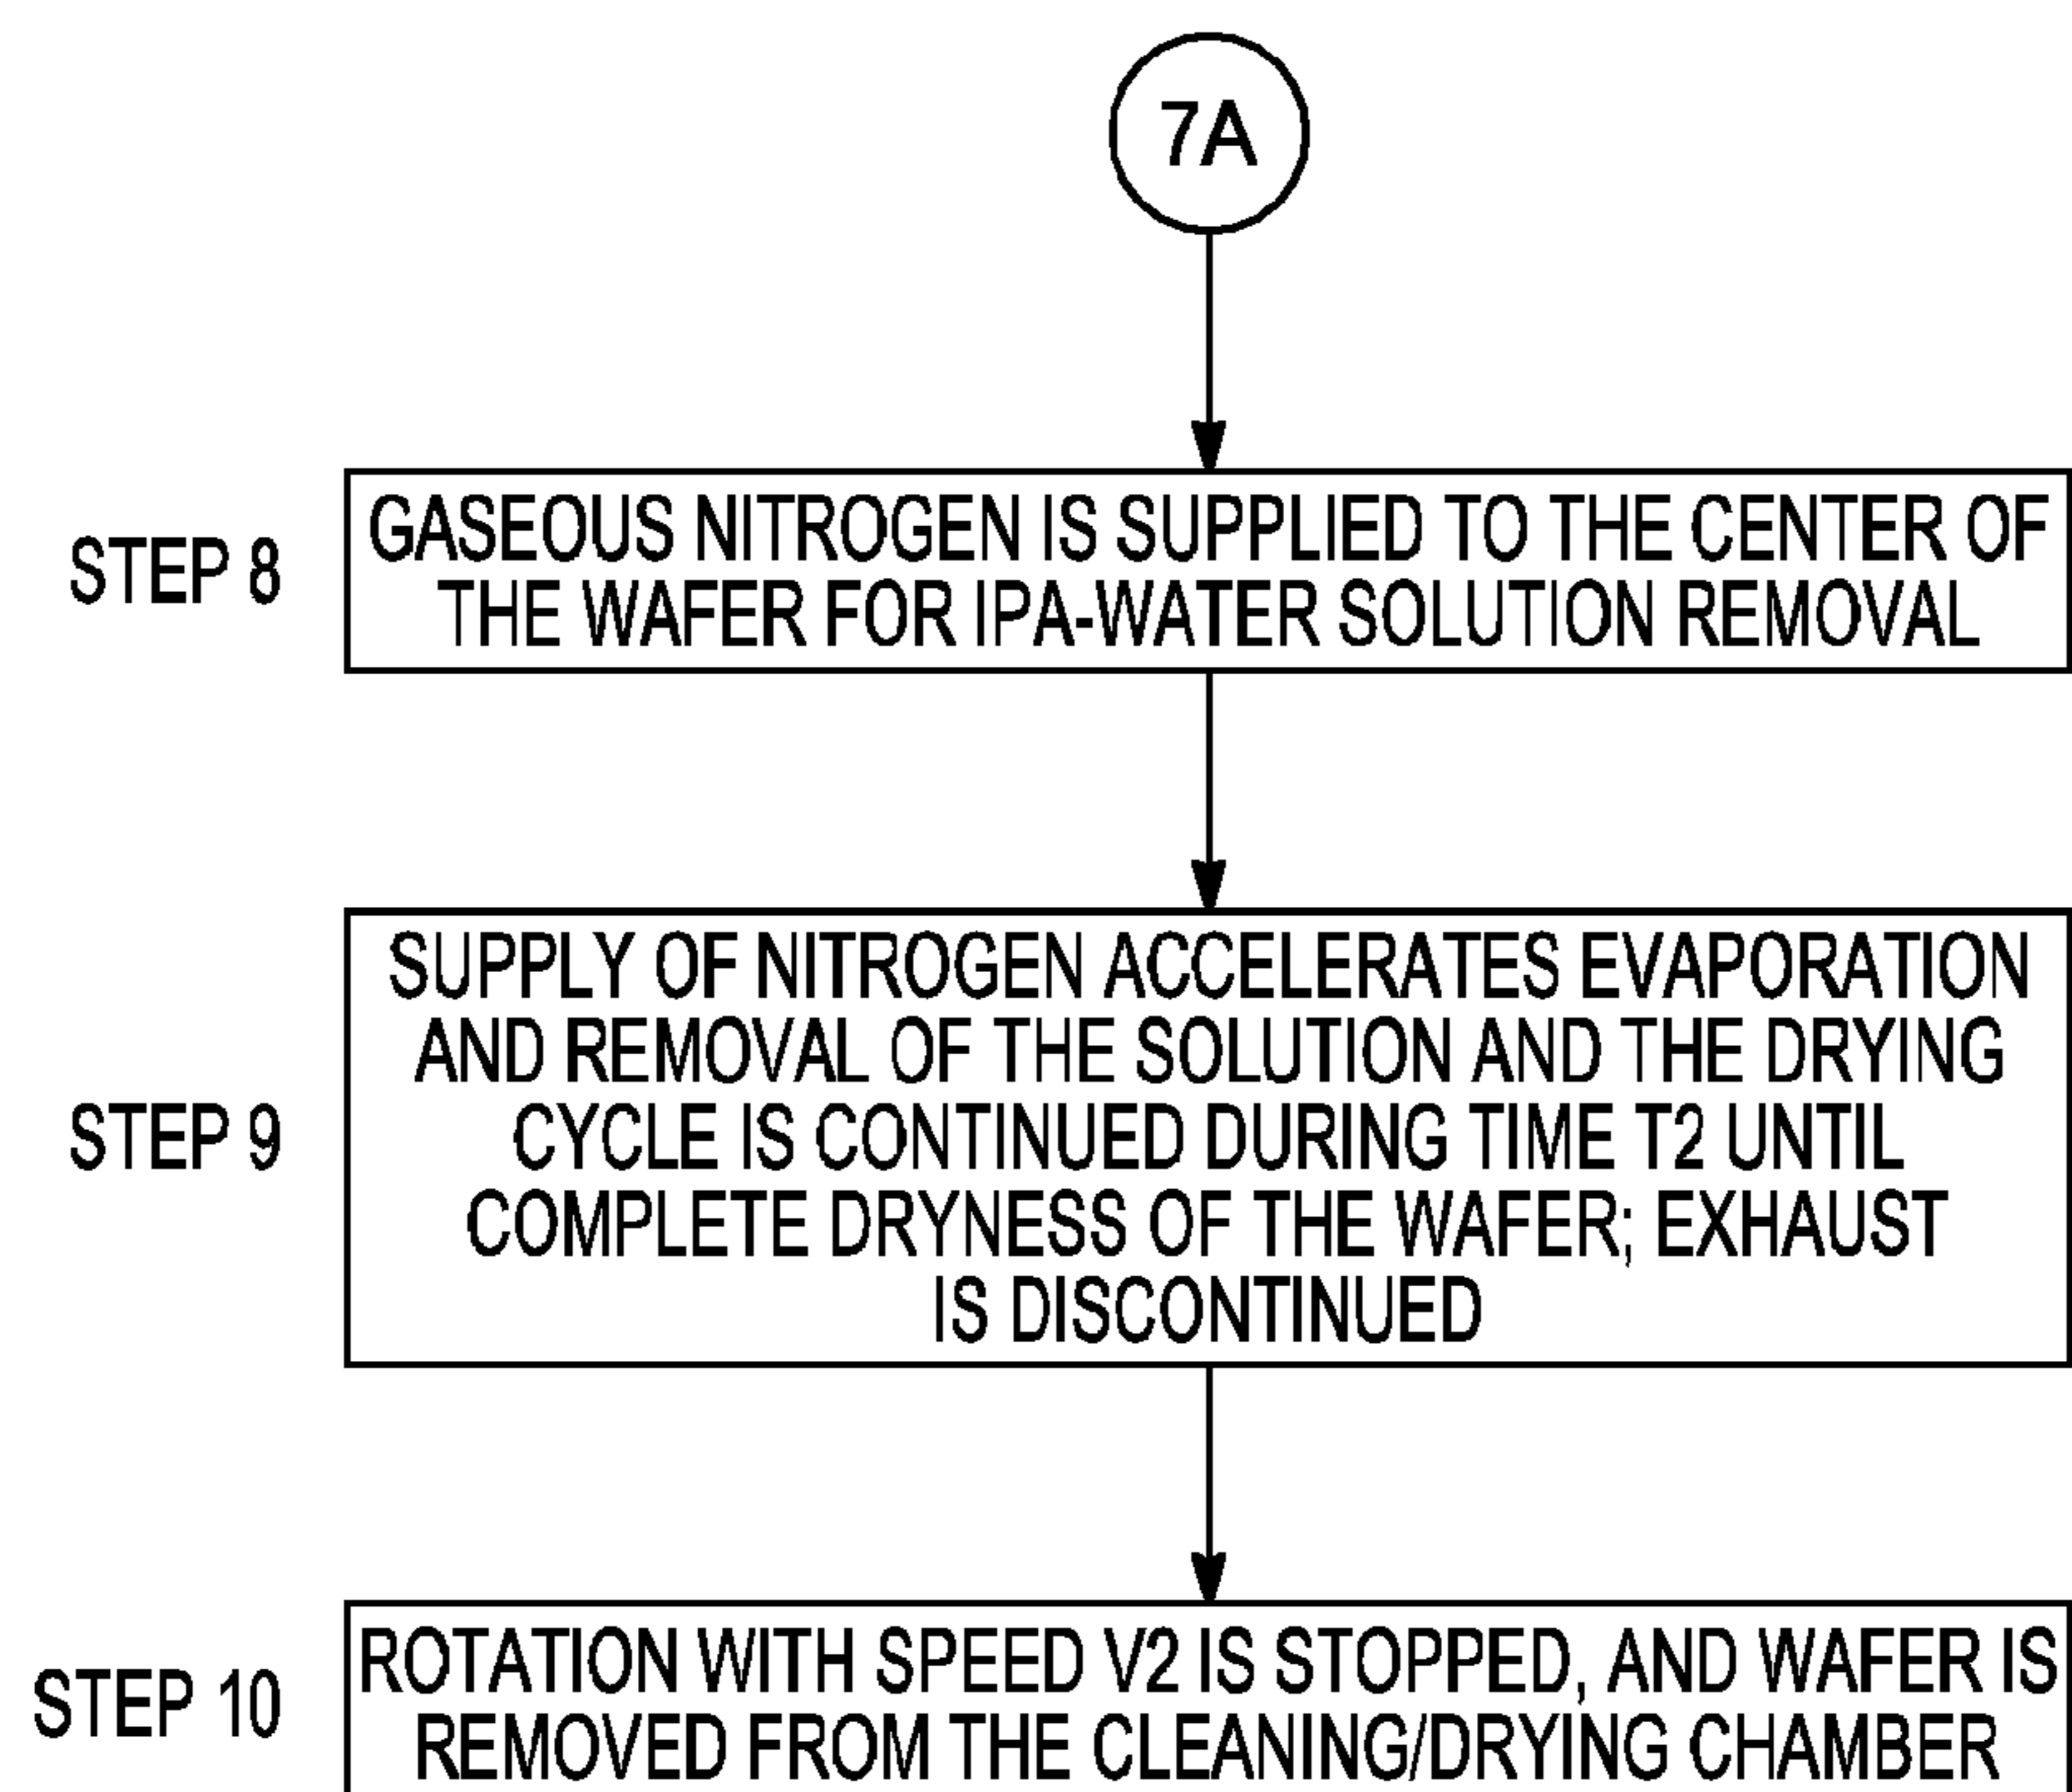 7A
STEP 8
GASEOUS NITROGEN IS SUPPLIED TO THE CENTER OF
THE WAFER FOR IPA-WATER SOLUTION REMOVAL
STEP 9
SUPPLY OF NITROGEN ACCELERATES EVAPORATION
AND REMOVAL OF THE SOLUTION AND THE DRYING
CYCLE IS CONTINUED DURING TIME T2 UNTIL
COMPLETE DRYNESS OF THE WAFER; EXHAUST
IS DISCONTINUED
STEP 10
ROTATION WITH SPEED V2 IS STOPPED, AND WAFER IS
REMOVED FROM THE CLEANING/DRYING CHAMBER